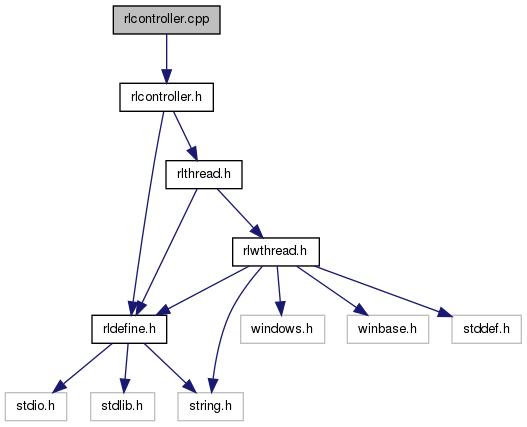 rlcontroller.cpp
rlcontroller.h
rlthread.h
rlwthread.h
rldefine.h
windows.h
winbase.h
stddef.h
stdio.h
stdlib.h
string.h